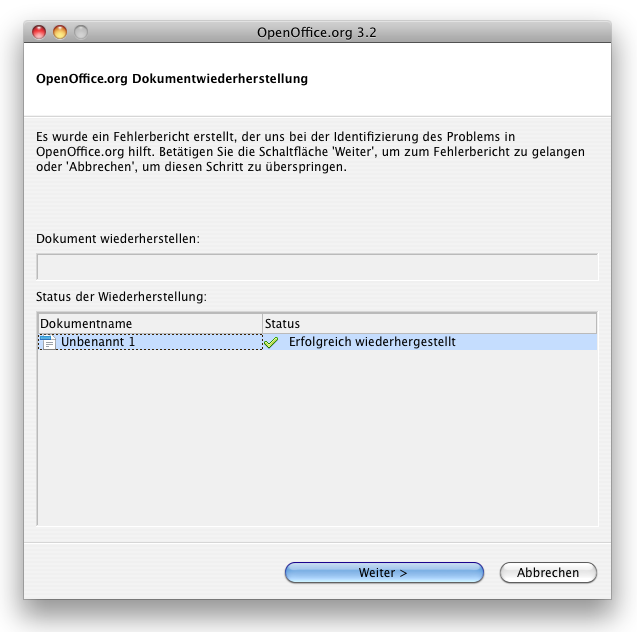 OpenOffice.org 3.2
OpenOffice.org Dokumentwiederherstellung
Es wurde ein Fehlerbericht erstellt, der uns bei der Identifizierung des Problems in
OpenOffice.org hilft. Betätigen Sie die Schaltfläche 'Weiter', um zum Fehlerbericht zu gelangen
oder 'Abbrechen', um diesen Schritt zu überspringen.
Dokument wiederherstellen:
Status der Wiederherstellung:
Dokumentname Status
Unbenannt 1 Erfolgreich wiederhergestellt
Weiter > Abbrechen